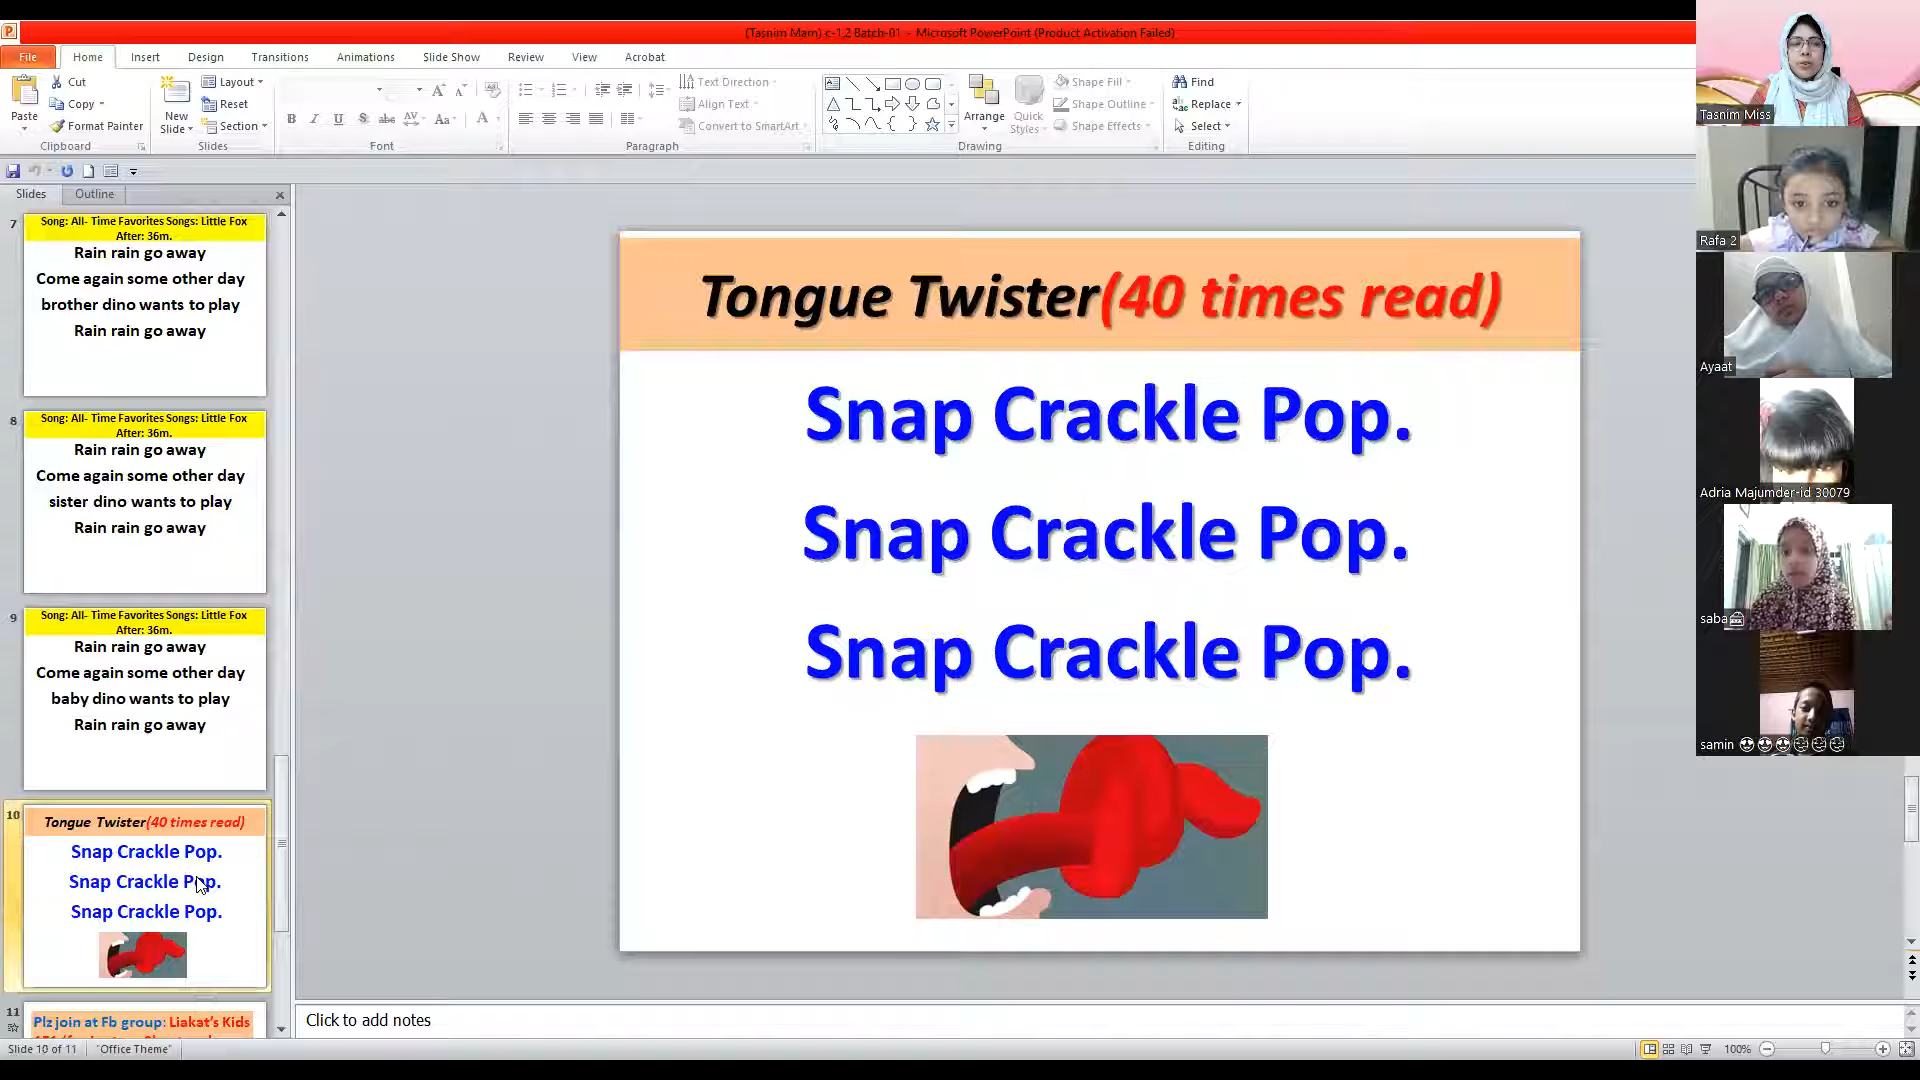 (Tasnim Mam) c-1,2 Batch-01 - Microsoft PowerPoint (Product Activation Failed)
File Home Insert Design Transitions Animations Slide Show Review View Acrobat
Paste
Cut
Copy
Format Painter
Clipboard
New Slide
Layout
Reset
Section
Slides
Font
Text Direction
Align Text
Convert to SmartArt
Paragraph
Arrange
Quick Styles
Shape Fill
Shape Outline
Shape Effects
Drawing
Find
Replace
Select
Editing
Slides Outline
7
Song: All- Time Favorites Songs: Little Fox
After: 36m.
Rain rain go away
Come again some other day
brother dino wants to play
Rain rain go away
8
Song: All- Time Favorites Songs: Little Fox
After: 36m.
Rain rain go away
Come again some other day
sister dino wants to play
Rain rain go away
9
Song: All- Time Favorites Songs: Little Fox
After: 36m.
Rain rain go away
Come again some other day
baby dino wants to play
Rain rain go away
10
Tongue Twister(40 times read)
Snap Crackle Pop.
Snap Crackle Pop.
Snap Crackle Pop.
11
Plz join at Fb group: Liakat's Kids
Tongue Twister(40 times read)
Snap Crackle Pop.
Snap Crackle Pop.
Snap Crackle Pop.
Click to add notes
Slide 10 of 11 "Office Theme" 100%
Tasnim Miss
Rafa 2
Ayaat
Adria Majumder-id 30079
saba
samin